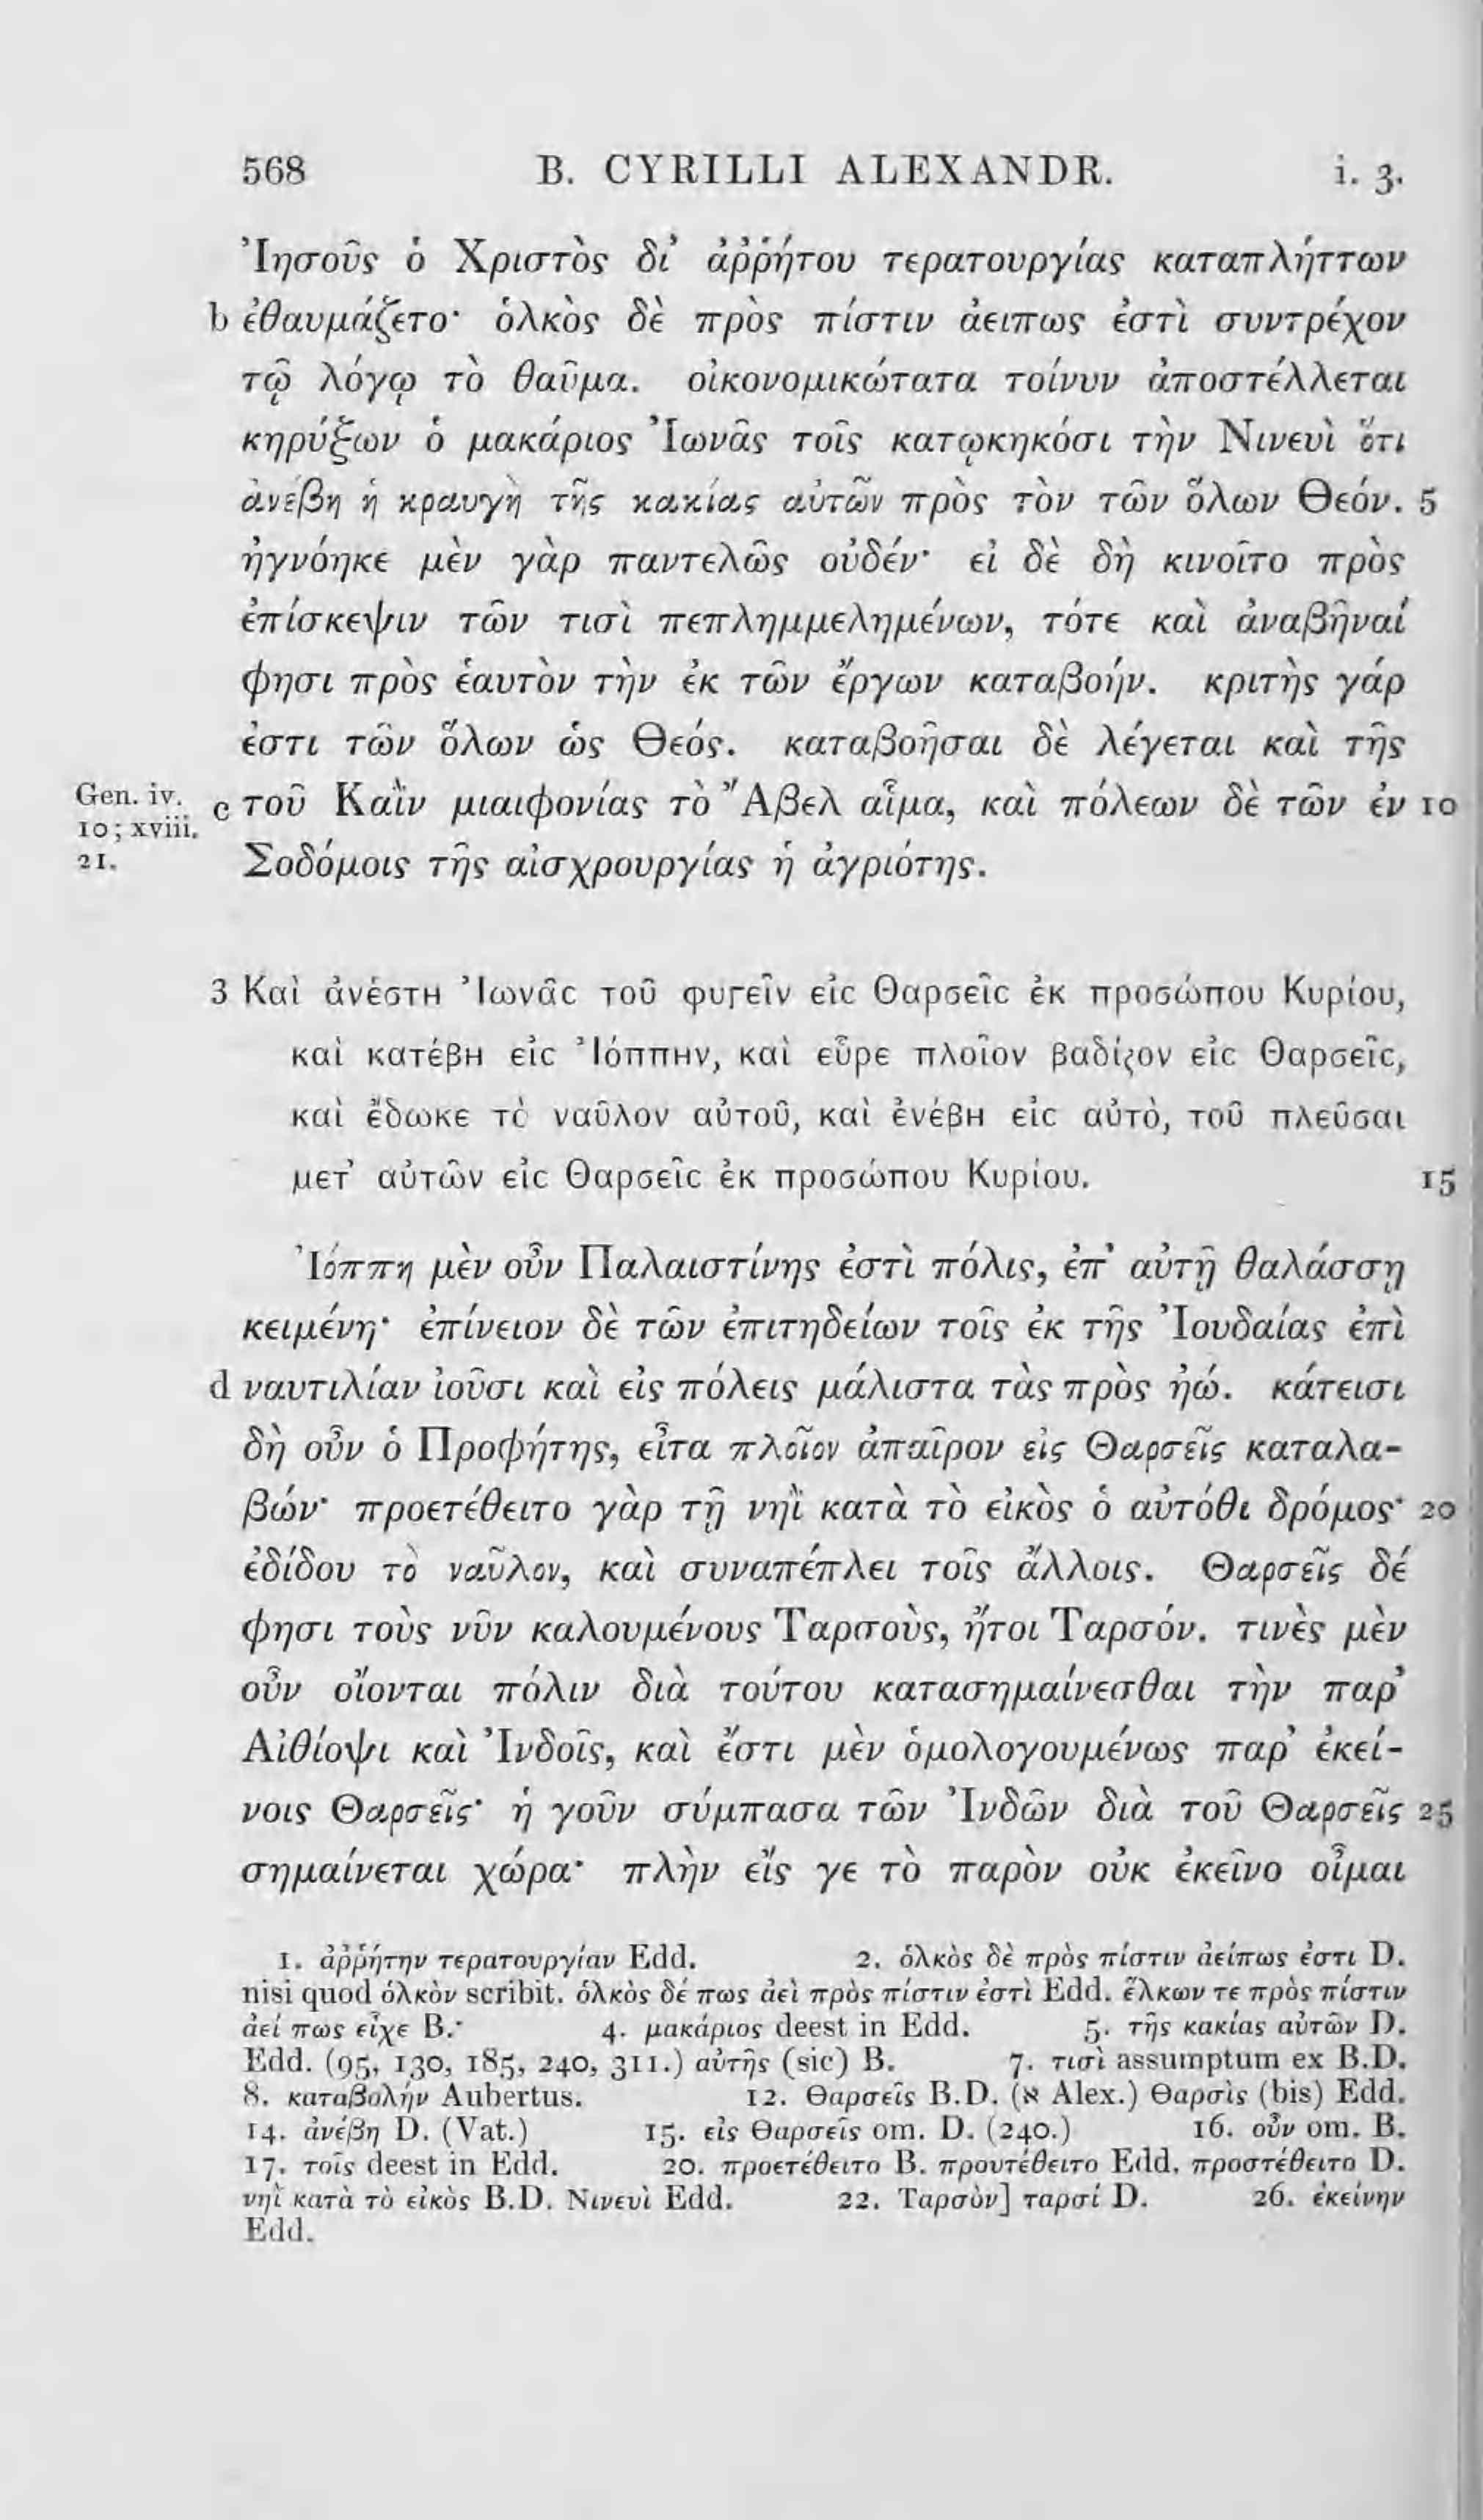 568 B. CYRILLI ALEXANDR. i. 3.
Ἰησοῦς ὁ Χριστὸς δι’ ἀῤῥήτου τερατουργίας καταπλήττων
b ἐθαυμάζετο· ὁλκὸς δὲ πρὸς πίστιν ἀειπως ἐστὶ συντρέχον
τῷ λόγῳ τὸ θαῦμα. οἰκονομικώτατα τοίνυν ἀποστέλλεται
κηρύξων ὁ μακάριος Ἰωνᾶς τοῖς κατῳκηκόσι τὴν Νινευὶ ὅτι
ἀνέβη ἡ κραυγὴ τῆς κακίας αὐτῶν πρὸς τὸν τῶν ὅλων Θεόν. 5
ἠγνόηκε μὲν γὰρ παντελῶς οὐδέν· εἰ δὲ δὴ κινοῖτο πρὸς
ἐπίσκεψιν τῶν τισὶ πεπλημμελημένων, τότε καὶ ἀναβῆναί
φησι πρὸς ἑαυτὸν τὴν ἐκ τῶν ἔργων καταβοήν. κριτὴς γάρ
ἐστι τῶν ὅλων ὡς Θεός. καταβοῆσαι δὲ λέγεται καὶ τῆς
Gen. iv.
10; xviii.
21.
c τοῦ Καῒν μιαιφονίας τὸ Ἄβελ αἷμα, καὶ πόλεων δὲ τῶν ἐν 10
Σοδόμοις τῆς αἰσχρουργίας ἡ ἀγριότης.
3 Καὶ ἀνέστη Ἰωνᾶς τοῦ φυγεῖν εἰς Θαρσεῖς ἐκ προσώπου Κυρίου,
καὶ κατέβη εἰς Ἰόππην, καὶ εὗρε πλοῖον βαδίζον εἰς Θαρσεῖς,
καὶ ἔδωκε τὸ ναῦλον αὐτοῦ, καὶ ἐνέβη εἰς αὐτὸ, τοῦ πλεῦσαι
μετ’ αὐτῶν εἰς Θαρσεῖς ἐκ προσώπου Κυρίου. 15
Ἰόππη μὲν οὖν Παλαιστίνης ἐστὶ πόλις, ἐπ’ αὐτῇ θαλάσσῃ
κειμένη· ἐπίνειον δὲ τῶν ἐπιτηδείων τοῖς ἐκ τῆς Ἰουδαίας ἐπὶ
d ναυτιλίαν ἰοῦσι καὶ εἰς πόλεις μάλιστα τὰς πρὸς ἠώ. κάτεισι
δὴ οὖν ὁ Προφήτης, εἶτα πλοῖον ἀπαῖρον εἰς Θαρσεῖς καταλα-
βών· προετέθειτο γὰρ τῇ νηῒ κατὰ τὸ εἰκὸς ὁ αὐτόθι δρόμος· 20
ἐδίδου τὸ ναῦλον, καὶ συναπέπλει τοῖς ἄλλοις. Θαρσεῖς δέ
φησι τοὺς νῦν καλουμένους Ταρσοὺς, ἤτοι Ταρσόν. τινὲς μὲν
οὖν οἴονται πόλιν διὰ τούτου κατασημαίνεσθαι τὴν παρ’
Αἰθίοψι καὶ Ἰνδοῖς, καὶ ἔστι μὲν ὁμολογουμένως παρ’ ἐκεί-
νοις Θαρσεῖς· ἡ γοῦν σύμπασα τῶν Ἰνδῶν διὰ τοῦ Θαρσεῖς 25
σημαίνεται χώρα· πλὴν εἴς γε τὸ παρὸν οὐκ ἐκεῖνο οἶμαι
1. ἀῤῥήτην τερατουργίαν Edd. 2. ὁλκὸς δὲ πρὸς πίστιν ἀείπως ἐστι D.
nisi quod ὁλκὸν scribit. ὁλκὸς δέ πως ἀεὶ πρὸς πίστιν ἐστὶ Edd. ἕλκων τε πρὸς πίστιν
ἀεί πως εἶχε B. 4. μακάριος deest in Edd. 5. τῆς κακίας αὐτῶν D.
Edd. (95, 130, 185, 240, 311.) αὐτῆς (sic) B. 7. τισὶ assumptum ex B.D.
8. καταβολὴν Aubertus. 12. Θαρσεῖς B.D. (א Alex.) Θαρσὶς (bis) Edd.
14. ἀνέβη D. (Vat.) 15. εἰς Θαρσεῖς om. D. (240.) 16. οὖν om. B.
17. τοῖς deest in Edd. 20. προετέθειτο B. προυτέθειτο Edd. προστέθειτο D.
νηῒ κατὰ τὸ εἰκὸς B.D. Νινευὶ Edd. 22. Ταρσὸν] ταρσί D. 26. ἐκείνην
Edd.